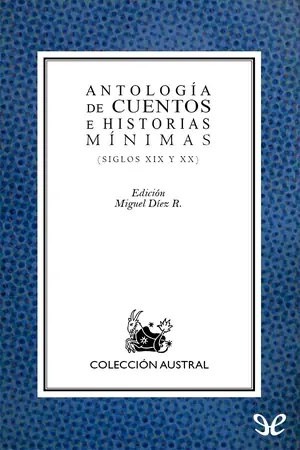 ANTOLOGÍA
DE CUENTOS
E HISTORIAS
MÍNIMAS
(SIGLOS XIX Y XX)
Edición
Miguel Díez R.
COLECCIÓN AUSTRAL